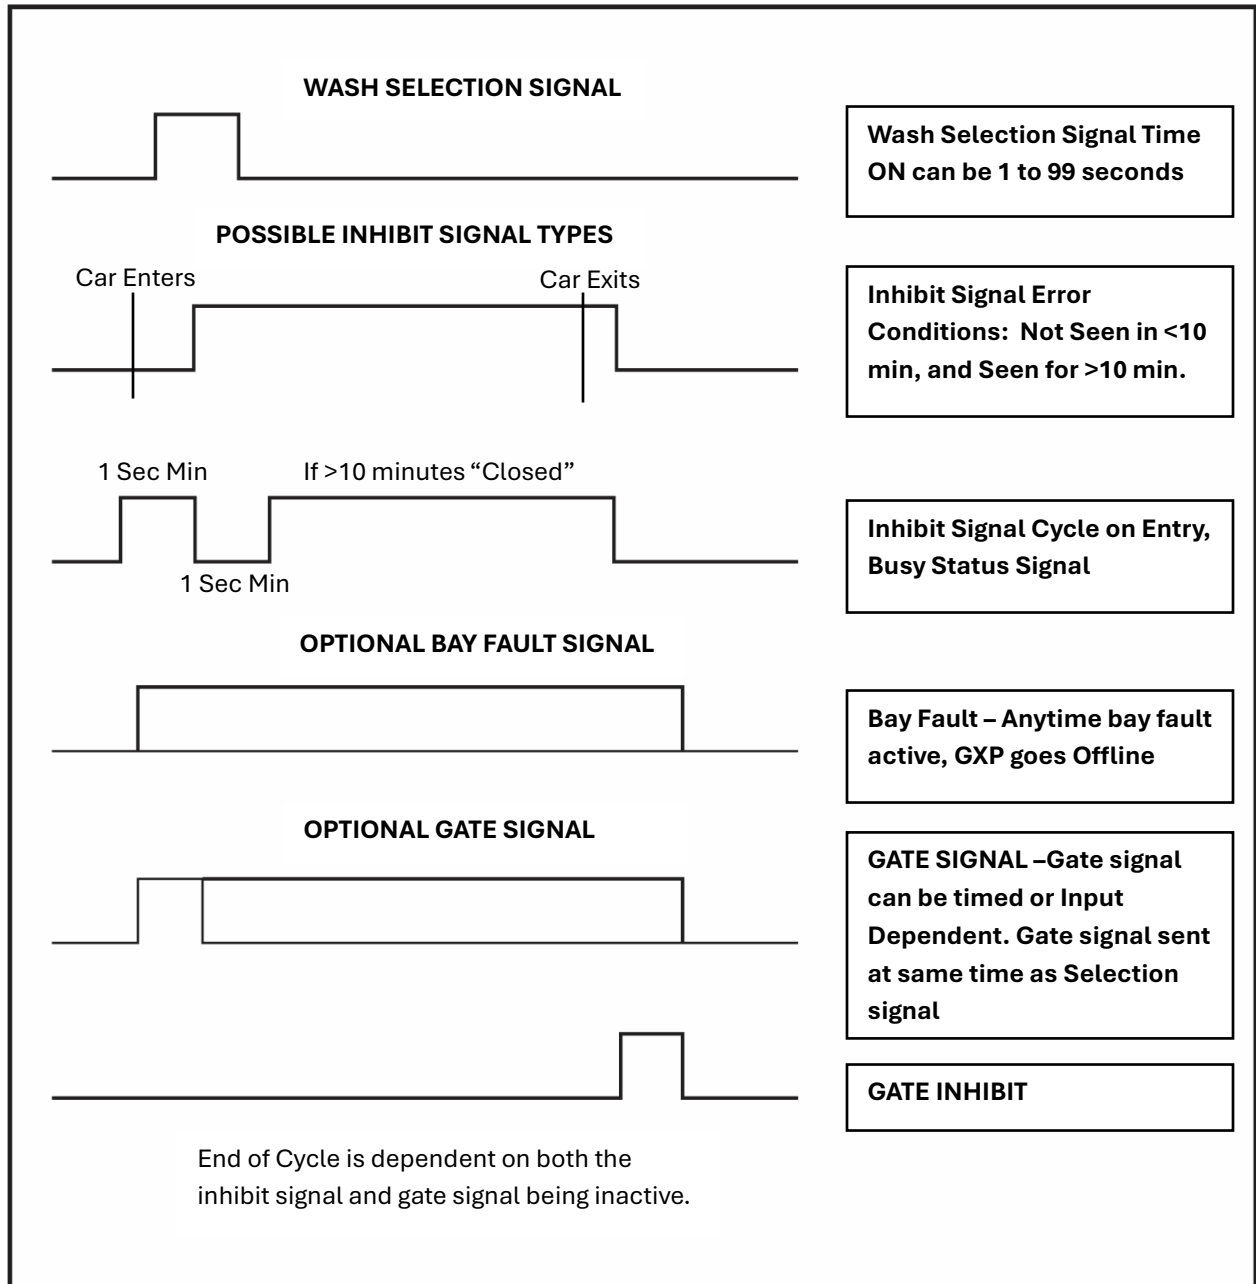 WASH SELECTION SIGNAL
Wash Selection Signal Time
ON can be 1 to 99 seconds
POSSIBLE INHIBIT SIGNAL TYPES
Car Enters
Car Exits
Inhibit Signal Error
Conditions:  Not Seen in <10
min, and Seen for >10 min.
1 Sec Min
If >10 minutes “Closed”
1 Sec Min
Inhibit Signal Cycle on Entry,
Busy Status Signal
OPTIONAL BAY FAULT SIGNAL
Bay Fault – Anytime bay fault
active, GXP goes Offline
OPTIONAL GATE SIGNAL
GATE SIGNAL –Gate signal
can be timed or Input
Dependent. Gate signal sent
at same time as Selection
signal
GATE INHIBIT
End of Cycle is dependent on both the
inhibit signal and gate signal being inactive.